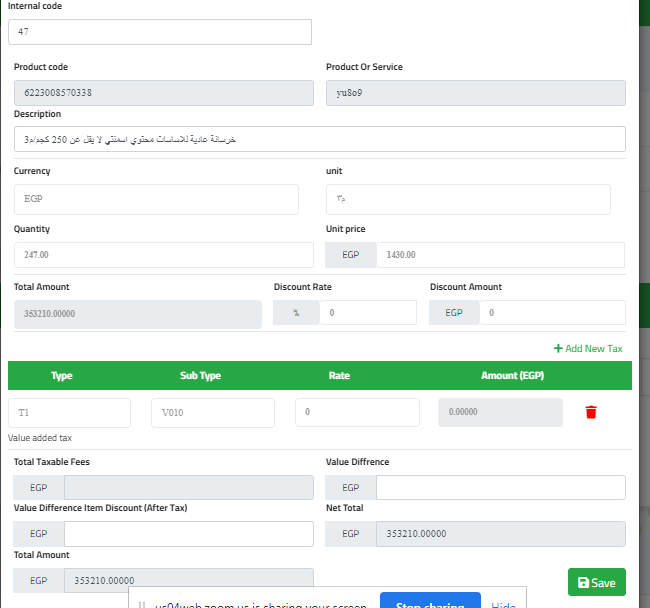 Internal code
47
Product code
Product Or Service
6223008570338
yu8o9
Description
خرسانة عادية للاساسات محتوي اسمنتي لا يقل عن 250 كجم/م3
Currency
unit
EGP
م٣
Quantity
Unit price
247.00
EGP 1430.00
Total Amount
Discount Rate
Discount Amount
353210.00000
% 0
EGP 0
+ Add New Tax
Type Sub Type Rate Amount (EGP)
T1 V010 0 0.00000
Value added tax
Total Taxable Fees
Value Diffrence
EGP
EGP
Value Difference Item Discount (After Tax)
Net Total
EGP
EGP 353210.00000
Total Amount
EGP 353210.00000
Save
us04web.zoom.us is sharing your screen.
Stop sharing
Hide